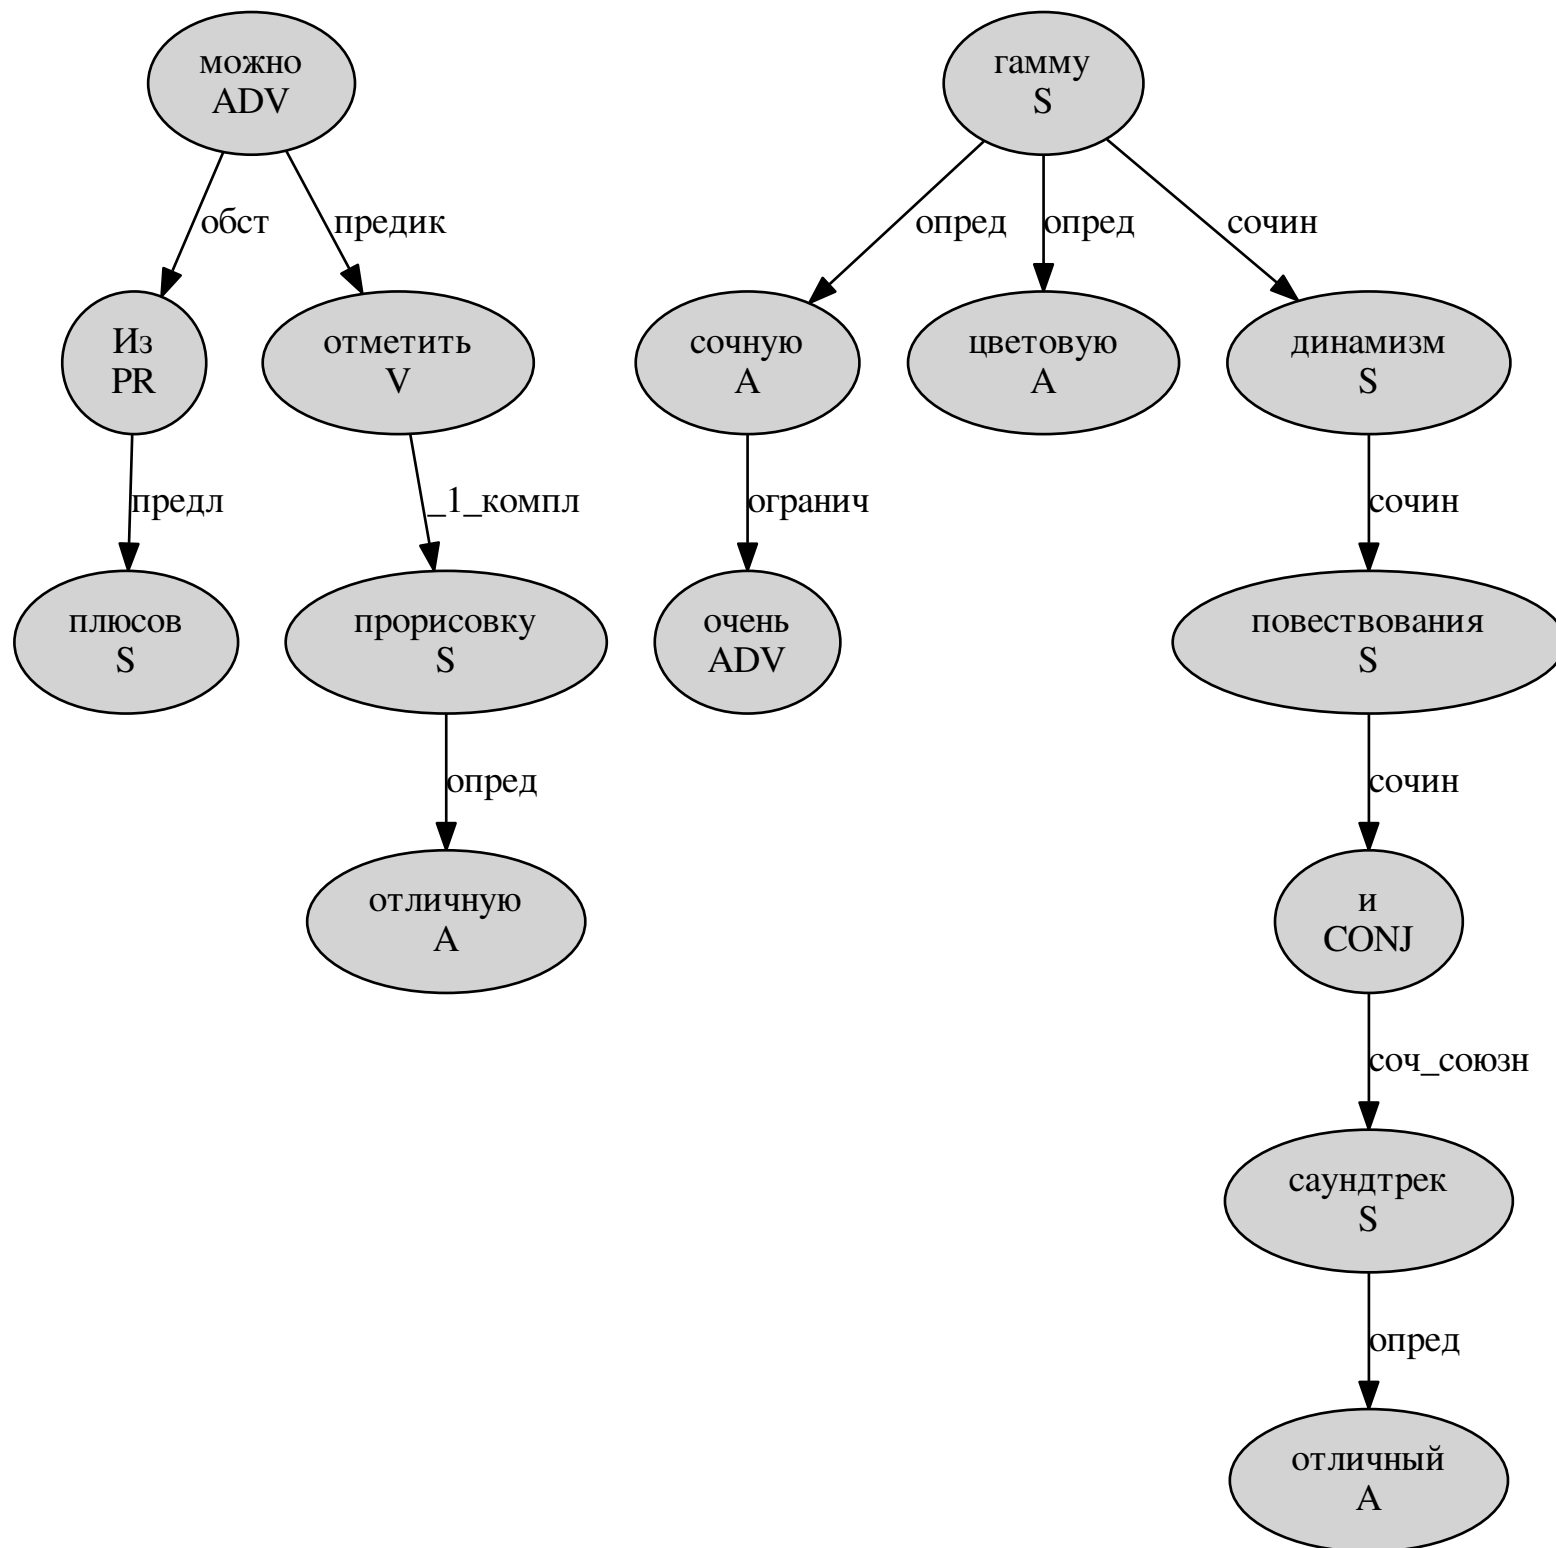 можно
ADV
гамму
S
обст
предик
опред
опред
сочин
Из
PR
отметить
V
сочную
A
цветовую
A
динамизм
S
предл
_1_компл
огранич
сочин
плюсов
S
прорисовку
S
очень
ADV
повествования
S
опред
сочин
отличную
A
и
CONJ
соч_союзн
саундтрек
S
опред
отличный
A